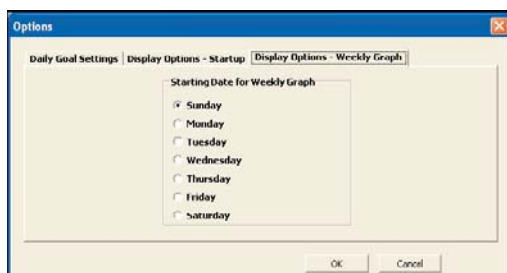 Options
Daily Goal Settings Display Options - Startup Display Options - Weekly Graph
Starting Date for Weekly Graph
Sunday
Monday
Tuesday
Wednesday
Thursday
Friday
Saturday
OK Cancel